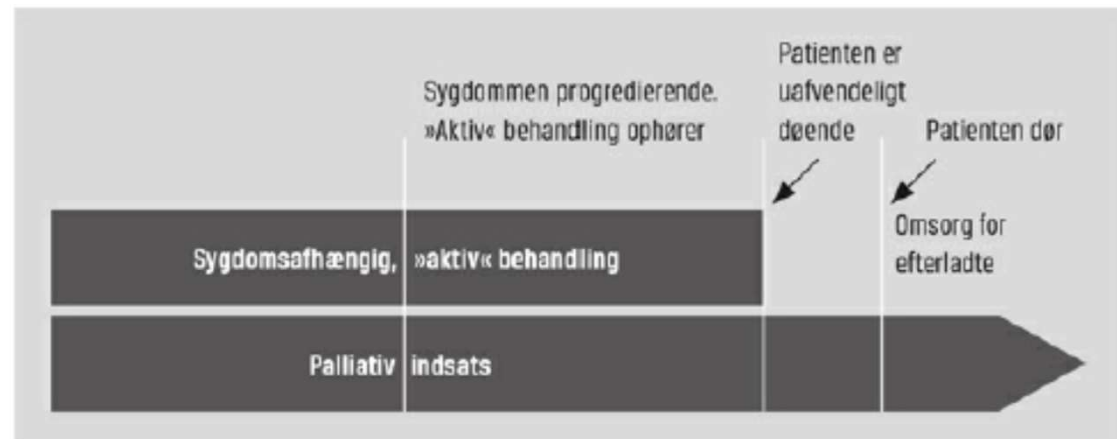 Patienten er
uafvendeligt
døende
Sygdommen progredierende.
»Aktiv« behandling ophører
Patienten dør
Omsorg for
efterladte
Sygdomsafhængig, »aktiv« behandling
Palliativ indsats